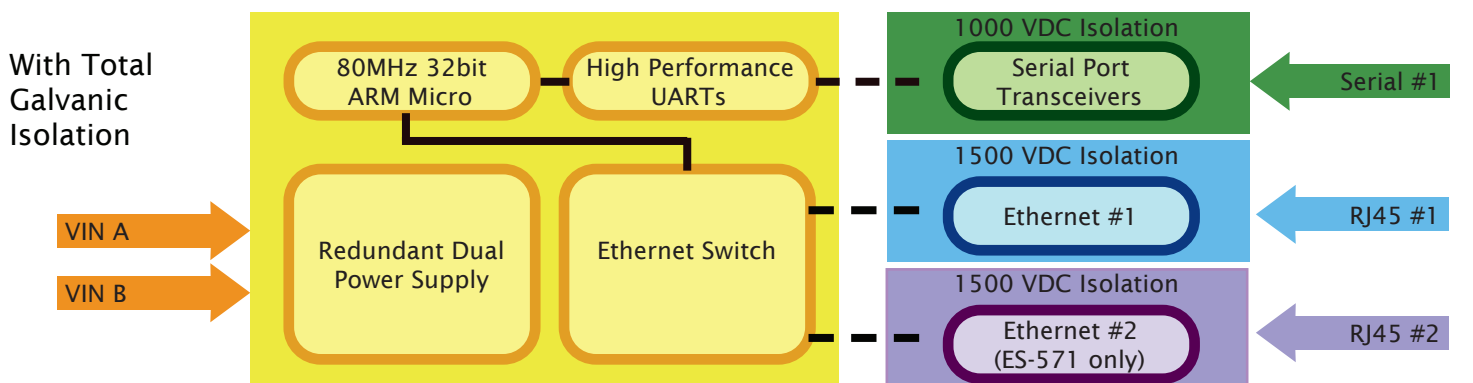 With Total
Galvanic
Isolation
VIN A
VIN B
80MHz 32bit
ARM Micro
High Performance
UARTs
Redundant Dual
Power Supply
Ethernet Switch
1000 VDC Isolation
Serial Port
Transceivers
Serial #1
1500 VDC Isolation
Ethernet #1
RJ45 #1
1500 VDC Isolation
Ethernet #2
(ES-571 only)
RJ45 #2